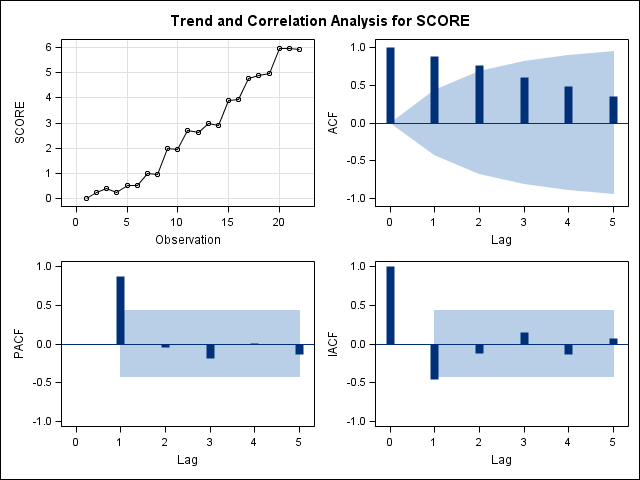 Trend and Correlation Analysis for SCORE
6
5
4
3
2
1
0
SCORE
0 5 10 15 20
Observation
1.0
0.5
0.0
-0.5
-1.0
ACF
0 1 2 3 4 5
Lag
1.0
0.5
0.0
-0.5
-1.0
PACF
0 1 2 3 4 5
Lag
1.0
0.5
0.0
-0.5
-1.0
IACF
0 1 2 3 4 5
Lag